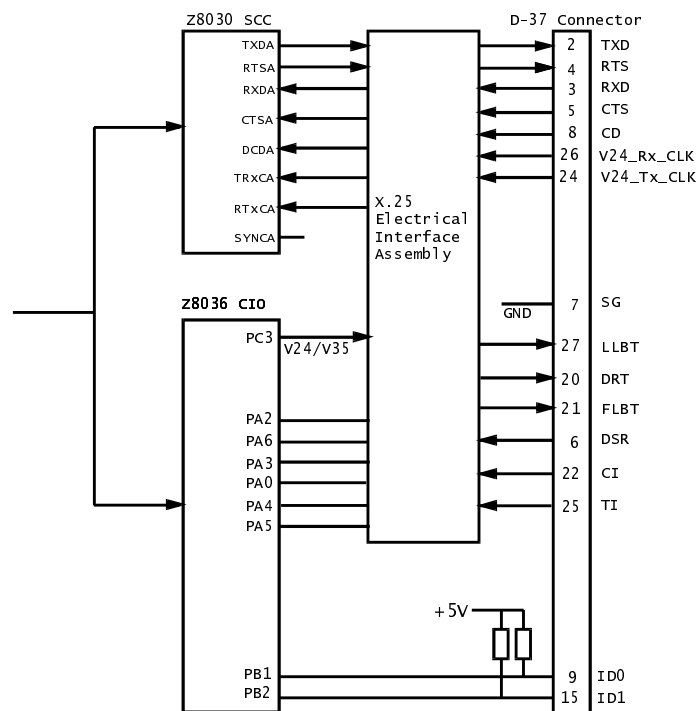 Z8030 SCC
D-37 Connector
TXDA
2 TXD
RTSA
4 RTS
RXDA
3 RXD
CTSA
5 CTS
8 CD
DCDA
26 V24_Rx_CLK
TRxCA
24 V24_Tx_CLK
RTxCA
X.25
Electrical
Interface
Assembly
SYNCA
Z8036 CIO
7 SG
GND
PC3
V24/V35
27 LLBT
20 DRT
21 FLBT
PA2
PA6
6 DSR
PA3
PA0
22 CI
PA4
25 TI
PA5
+5V
PB1
9 ID0
PB2
15 ID1